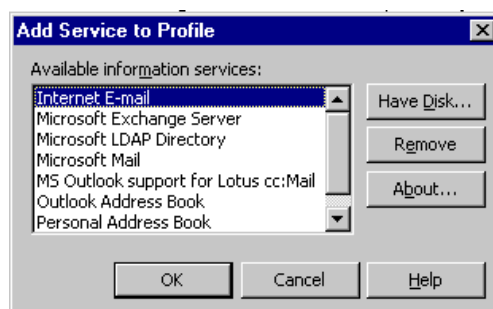 Add Service to Profile
Available information services:
Internet E-mail
Microsoft Exchange Server
Microsoft LDAP Directory
Microsoft Mail
MS Outlook support for Lotus cc:Mail
Outlook Address Book
Personal Address Book
Have Disk...
Remove
About...
OK
Cancel
Help